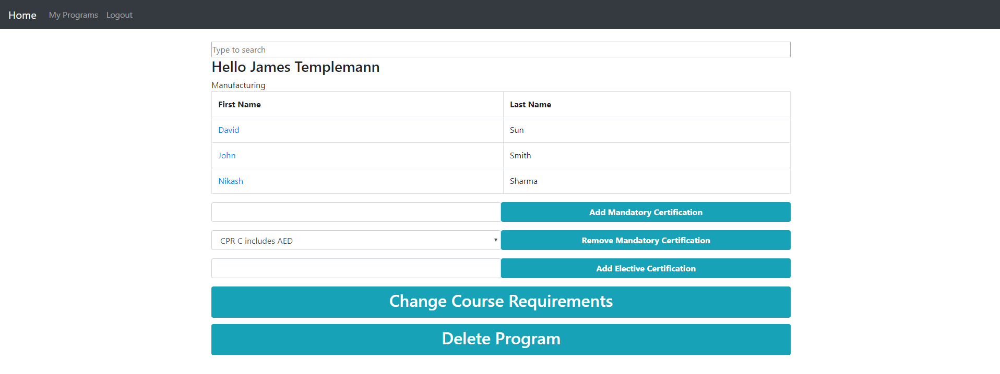 Home My Programs Logout
Type to search
Hello James Templemann
Manufacturing
First Name Last Name
David Sun
John Smith
Nikash Sharma
Add Mandatory Certification
CPR C includes AED Remove Mandatory Certification
Add Elective Certification
Change Course Requirements
Delete Program